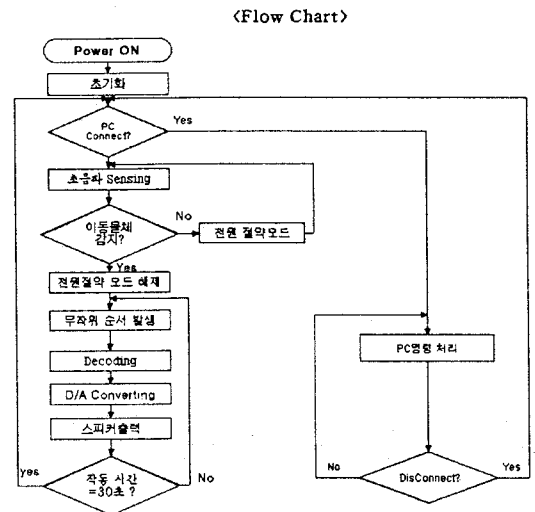 <Flow Chart>
Power ON
초기화
PC
Connect?
Yes
초음파 Sensing
이동물체
감지?
No
전원 절약모드
Yes
전원절약 모드 해제
무작위 순서 발생
Decoding
D/A Converting
스피커출력
작동 시간
=30초 ?
yes
No
PC명령 처리
DisConnect?
No
Yes